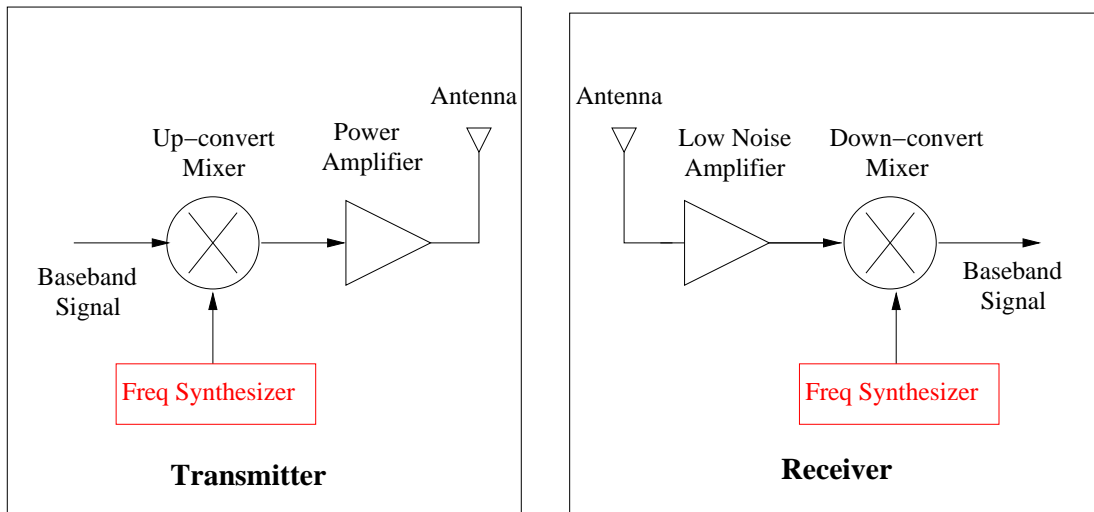 Antenna
Up−convert
Mixer
Power
Amplifier
Baseband
Signal
Freq Synthesizer
Transmitter
Antenna
Low Noise
Amplifier
Down−convert
Mixer
Baseband
Signal
Freq Synthesizer
Receiver